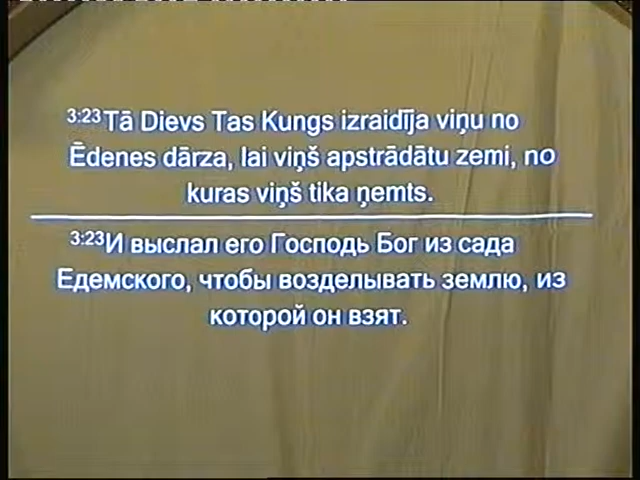 3:23Tā Dievs Tas Kungs izraidīja viņu no
Ēdenes dārza, lai viņš apstrādātu zemi, no
kuras viņš tika ņemts.
3:23И выслал его Господь Бог из сада
Едемского, чтобы возделывать землю, из
которой он взят.